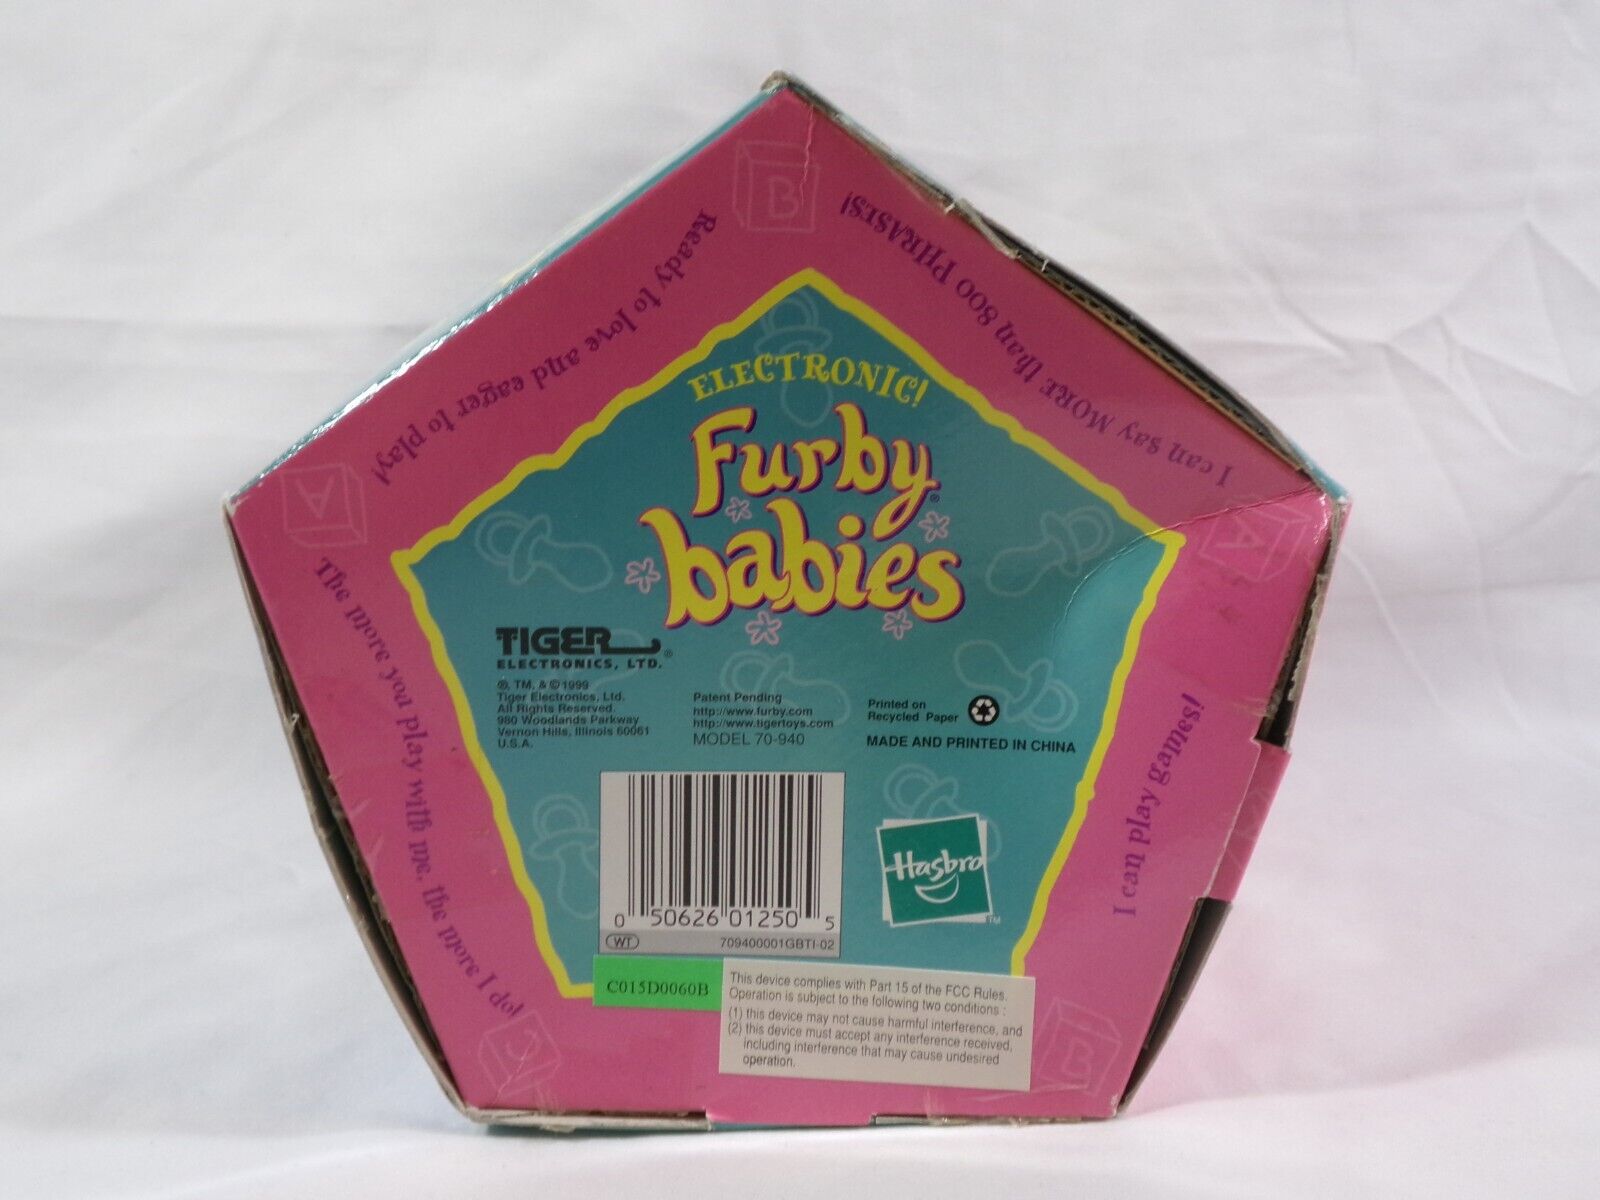 B
Ready to love and eager to play!
I can say MORE than 800 PHRASES!
A
A
The more you play with me, the more I do!
I can play games!
C
B
ELECTRONIC!
Furby®
babies
TIGER®
ELECTRONICS, LTD.
®, TM, & © 1999
Tiger Electronics, Ltd.
All Rights Reserved.
980 Woodlands Parkway
Vernon Hills, Illinois 60061
U.S.A.
Patent Pending
http://www.furby.com
http://www.tigertoys.com
MODEL 70-940
Printed on
Recycled Paper
MADE AND PRINTED IN CHINA
0 50626 01250 5
WT 709400001GBTI-02
Hasbro
TM
C015D0060B
This device complies with Part 15 of the FCC Rules.
Operation is subject to the following two conditions :
(1) this device may not cause harmful interference, and
(2) this device must accept any interference received,
including interference that may cause undesired
operation.